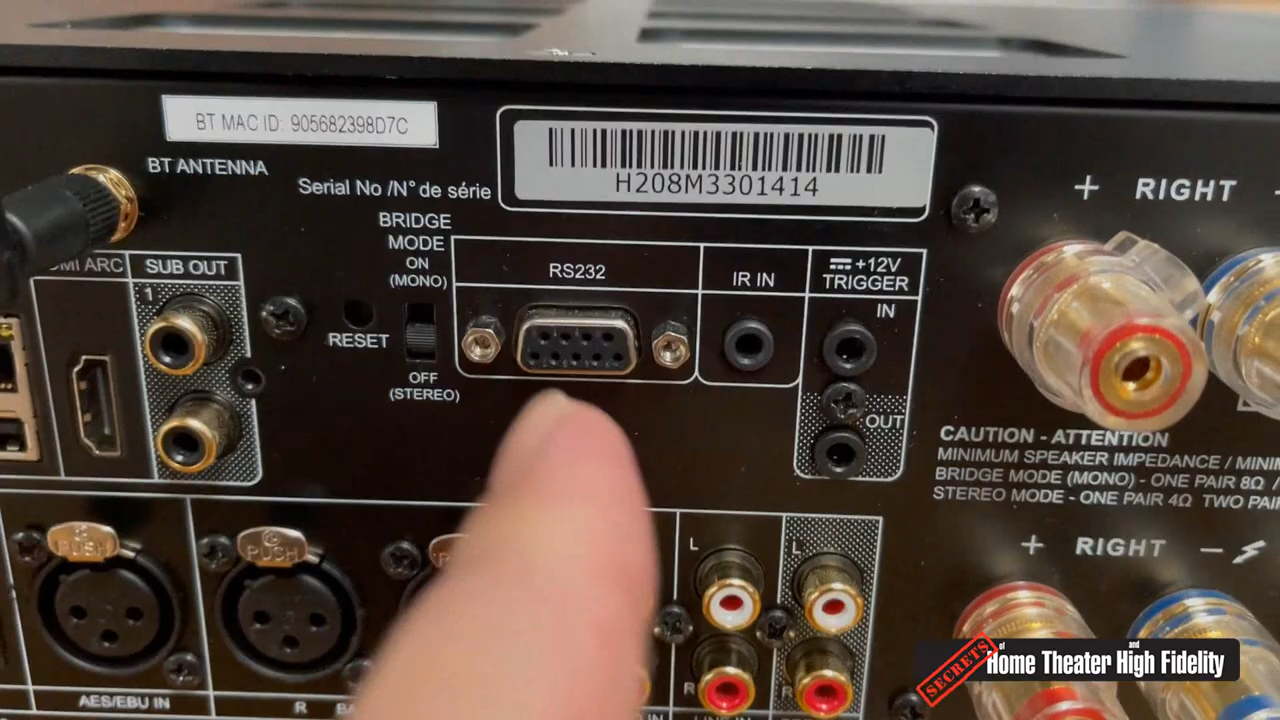 BT MAC ID: 905682398D7C
BT ANTENNA
Serial No /N° de série
H208M3301414
+ RIGHT
BRIDGE
MODE
ON
(MONO)
RESET
OFF
(STEREO)
RS232
IR IN
+12V
TRIGGER
IN
OUT
ARC
SUB OUT
1
CAUTION - ATTENTION
MINIMUM SPEAKER IMPEDANCE /
BRIDGE MODE (MONO) - ONE PAIR 8Ω /
STEREO MODE - ONE PAIR 4Ω TWO
+ RIGHT −
PUSH
PUSH
L
L
R
R
AES/EBU IN
R
LINE IN
SECRETS
of
and
Home Theater High Fidelity